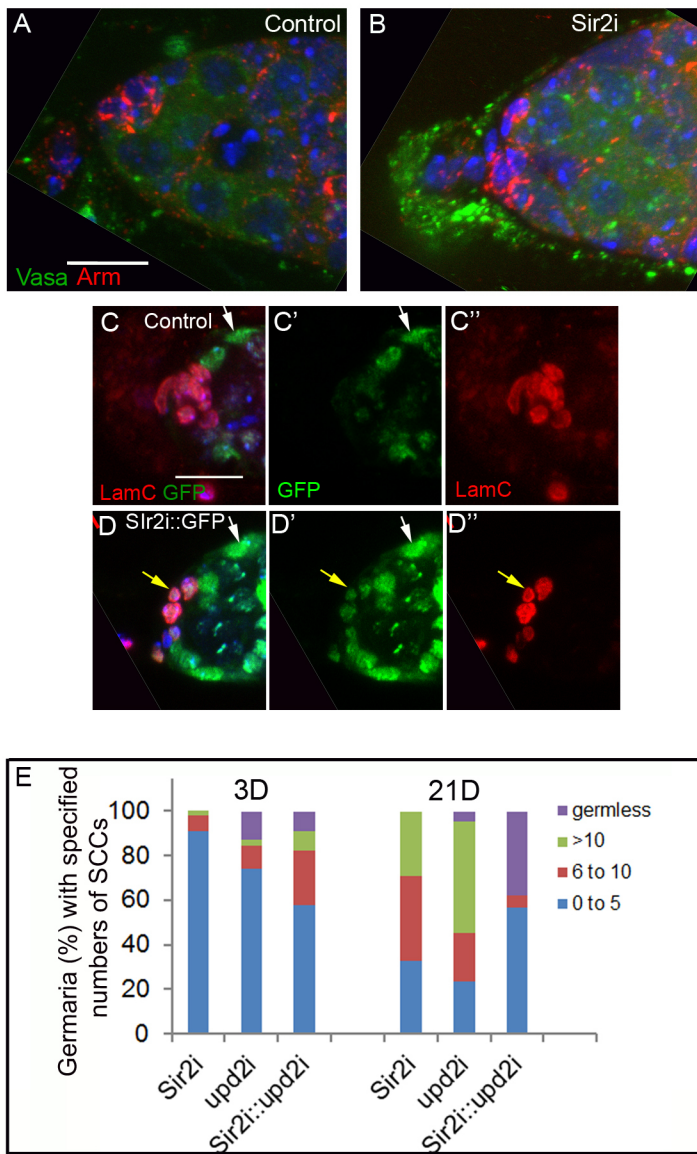 A Control
B Sir2i
Vasa Arm
C Control
C'
C"
LamC GFP
GFP
LamC
D SIr2i::GFP
D'
D"
E
3D
21D
Germaria (%) with specified
numbers of SCCs
100
80
60
40
20
0
germless
>10
6 to 10
0 to 5
Sir2i
upd2i
Sir2i::upd2i
Sir2i
upd2i
Sir2i::upd2i